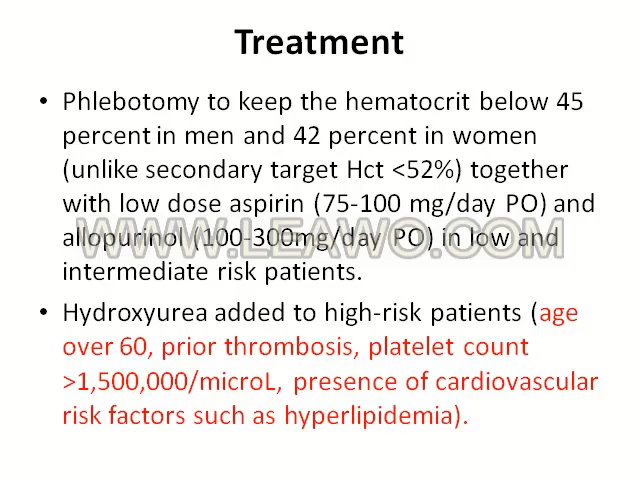 Treatment
• Phlebotomy to keep the hematocrit below 45
percent in men and 42 percent in women
(unlike secondary target Hct <52%) together
with low dose aspirin (75-100 mg/day PO) and
allopurinol (100-300mg/day PO) in low and
WWW.LEAWO.COM
intermediate risk patients.
• Hydroxyurea added to high-risk patients (age
over 60, prior thrombosis, platelet count
>1,500,000/microL, presence of cardiovascular
risk factors such as hyperlipidemia).